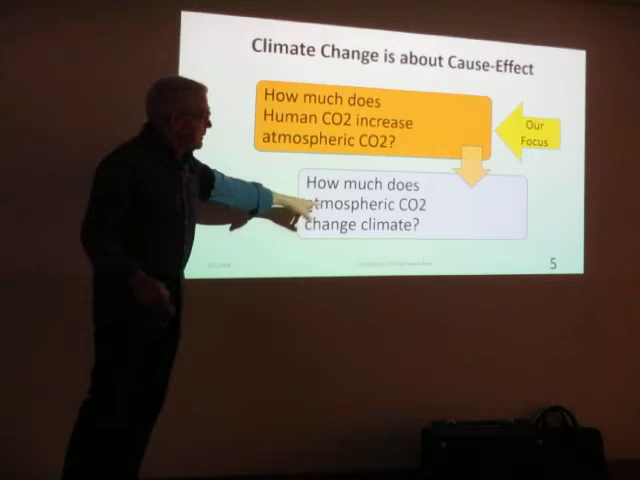 Climate Change is about Cause-Effect
How much does
Human CO2 increase
atmospheric CO2?
Our
Focus
How much does
atmospheric CO2
change climate?
5